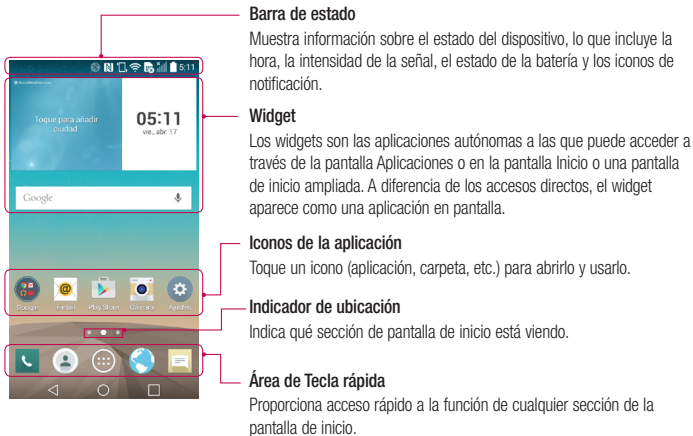 Barra de estado
Muestra información sobre el estado del dispositivo, lo que incluye la
hora, la intensidad de la señal, el estado de la batería y los iconos de
notificación.
5:11
Toque para añadir
ciudad
05:11
vie., abr. 17
Google
Widget
Los widgets son las aplicaciones autónomas a las que puede acceder a
través de la pantalla Aplicaciones o en la pantalla Inicio o una pantalla
de inicio ampliada. A diferencia de los accesos directos, el widget
aparece como una aplicación en pantalla.
Iconos de la aplicación
Toque un icono (aplicación, carpeta, etc.) para abrirlo y usarlo.
Google Email Play Store Cámara Ajustes
Indicador de ubicación
Indica qué sección de pantalla de inicio está viendo.
Área de Tecla rápida
Proporciona acceso rápido a la función de cualquier sección de la
pantalla de inicio.